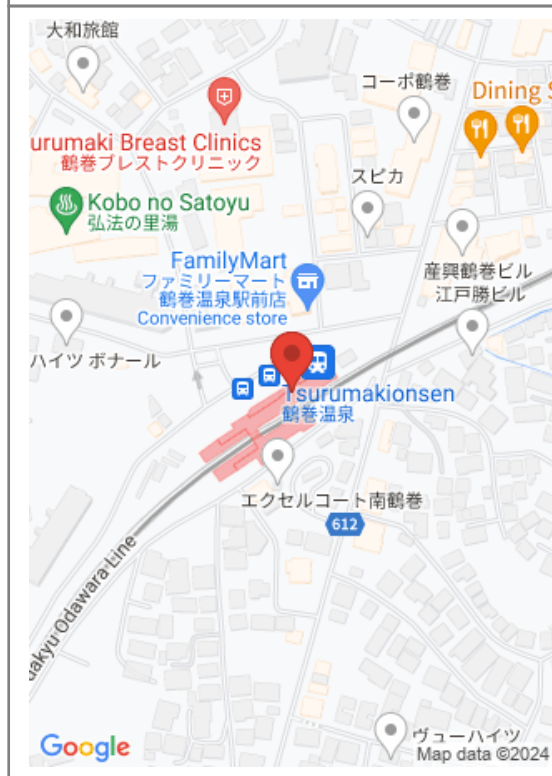 大和旅館
コーポ鶴巻
Dining S
urumaki Breast Clinics
鶴巻ブレストクリニック
スピカ
Kobo no Satoyu
弘法の里湯
FamilyMart
ファミリーマート
鶴巻温泉駅前店
Convenience store
産興鶴巻ビル
江戸勝ビル
ハイツ ボナール
Tsurumakionsen
鶴巻温泉
エクセルコート南鶴巻
612
dakyu Odawara Line
ヴューハイツ
Google
Map data ©2024